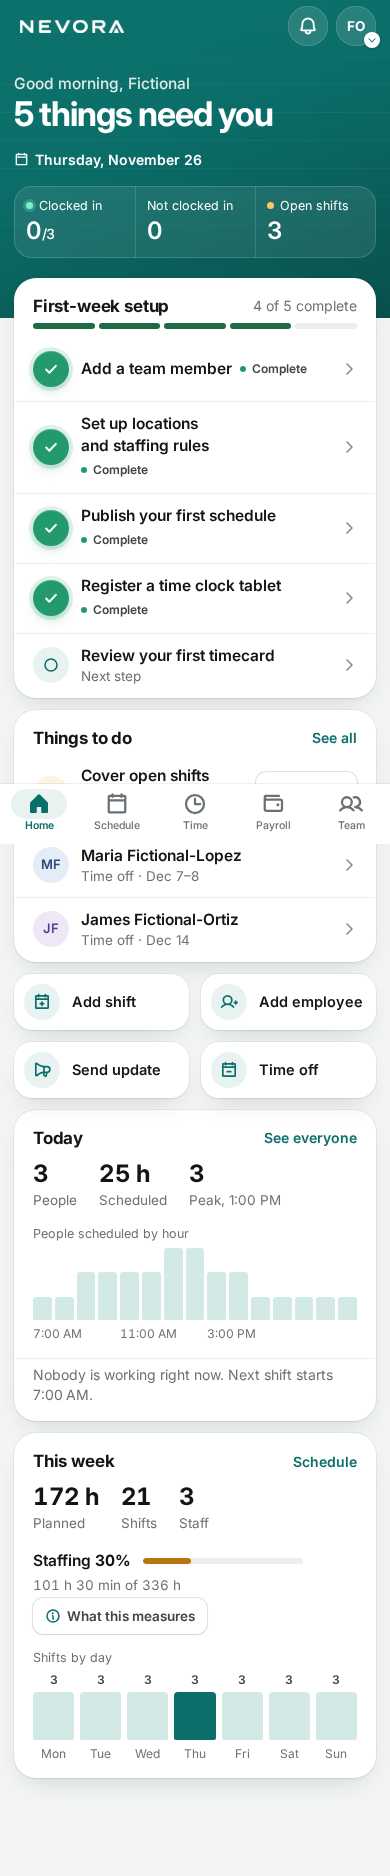 NEVORA
FO
Good morning, Fictional
5 things need you
Thursday, November 26
Clocked in
0/3
Not clocked in
0
Open shifts
3
First-week setup
4 of 5 complete
Add a team member
Complete
Set up locations
and staffing rules
Complete
Publish your first schedule
Complete
Register a time clock tablet
Complete
Review your first timecard
Next step
Things to do
See all
Cover open shifts
Home
Schedule
Time
Payroll
Team
MF
Maria Fictional-Lopez
Time off · Dec 7–8
JF
James Fictional-Ortiz
Time off · Dec 14
Add shift
Add employee
Send update
Time off
Today
See everyone
3
People
25 h
Scheduled
3
Peak, 1:00 PM
People scheduled by hour
7:00 AM
11:00 AM
3:00 PM
Nobody is working right now. Next shift starts
7:00 AM.
This week
Schedule
172 h
Planned
21
Shifts
3
Staff
Staffing 30%
101 h 30 min of 336 h
What this measures
Shifts by day
3 3 3 3 3 3 3
Mon Tue Wed Thu Fri Sat Sun